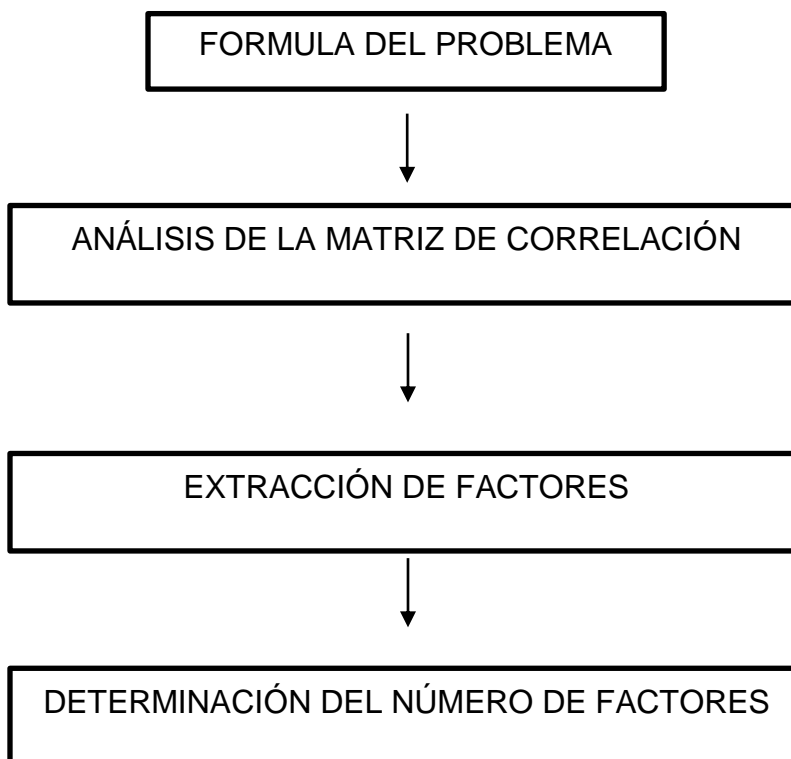 FORMULA DEL PROBLEMA
ANÁLISIS DE LA MATRIZ DE CORRELACIÓN
EXTRACCIÓN DE FACTORES
DETERMINACIÓN DEL NÚMERO DE FACTORES